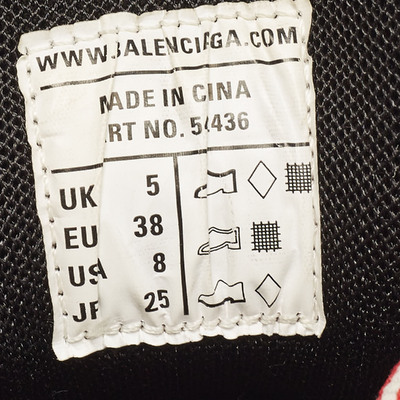 WWW.BALENCIAGA.COM
MADE IN CINA
ART NO. 54436
UK 5
EU 38
US 8
JP 25